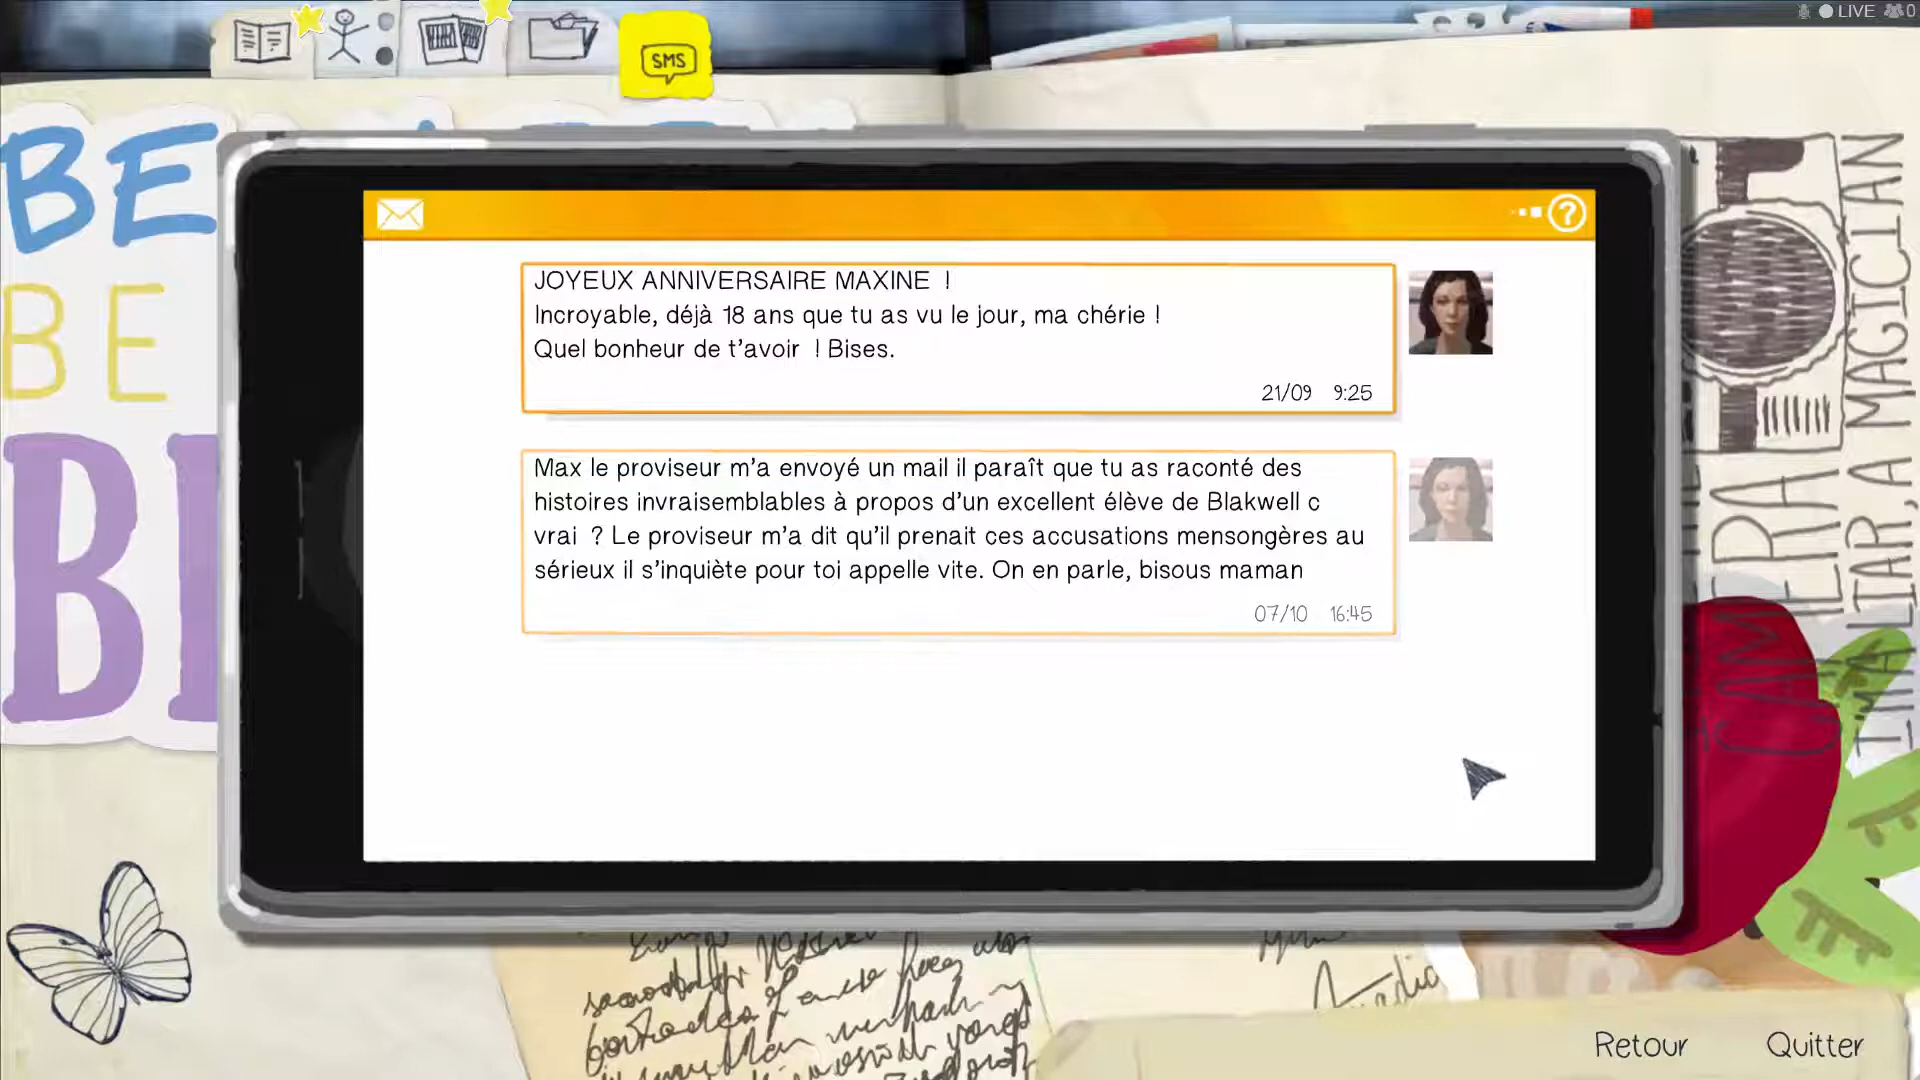 LIVE 0
SMS
BE
BE
BE
JOYEUX ANNIVERSAIRE MAXINE !
Incroyable, déjà 18 ans que tu as vu le jour, ma chérie !
Quel bonheur de t'avoir ! Bises.
21/09 9:25
Max le proviseur m'a envoyé un mail il paraît que tu as raconté des
histoires invraisemblables à propos d'un excellent élève de Blakwell c
vrai ? Le proviseur m'a dit qu'il prenait ces accusations mensongères au
sérieux il s'inquiète pour toi appelle vite. On en parle, bisous maman
07/10 16:45
CAMERA
LIAR, A MAGICIAN
Retour
Quitter